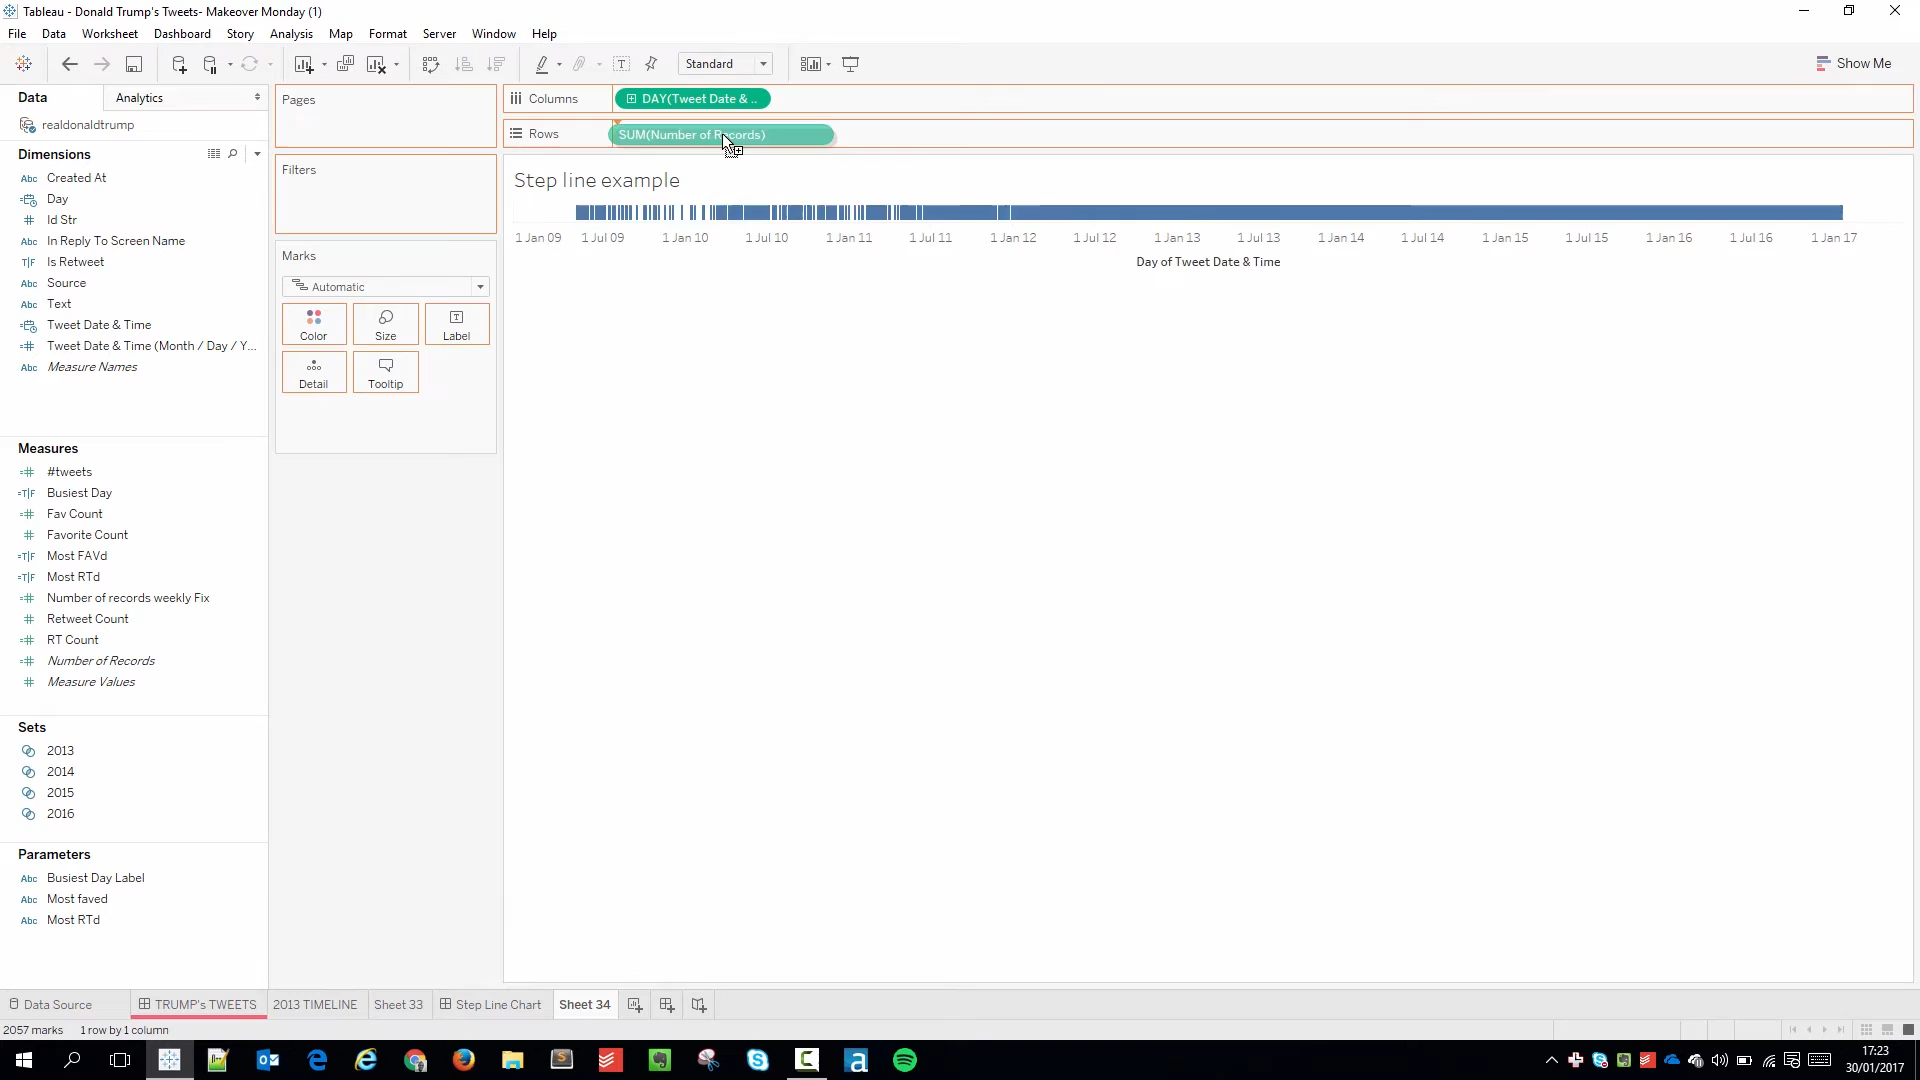 Tableau - Donald Trump's Tweets- Makeover Monday (1)
File Data Worksheet Dashboard Story Analysis Map Format Server Window Help
Standard
Show Me
Data
Analytics
realdonaldtrump
Dimensions
Abc Created At
Day
# Id Str
Abc In Reply To Screen Name
T|F Is Retweet
Abc Source
Abc Text
Tweet Date & Time
=# Tweet Date & Time (Month / Day / Y...
Abc Measure Names
Measures
=# #tweets
=T|F Busiest Day
=# Fav Count
# Favorite Count
=T|F Most FAVd
=T|F Most RTd
=# Number of records weekly Fix
# Retweet Count
=# RT Count
=# Number of Records
# Measure Values
Sets
2013
2014
2015
2016
Parameters
Abc Busiest Day Label
Abc Most faved
Abc Most RTd
Pages
Filters
Marks
Automatic
Color Size Label
Detail Tooltip
Columns DAY(Tweet Date & ..
Rows SUM(Number of Records)
Step line example
1 Jan 09 1 Jul 09 1 Jan 10 1 Jul 10 1 Jan 11 1 Jul 11 1 Jan 12 1 Jul 12 1 Jan 13 1 Jul 13 1 Jan 14 1 Jul 14 1 Jan 15 1 Jul 15 1 Jan 16 1 Jul 16 1 Jan 17
Day of Tweet Date & Time
Data Source TRUMP's TWEETS 2013 TIMELINE Sheet 33 Step Line Chart Sheet 34
2057 marks 1 row by 1 column
17:23
30/01/2017